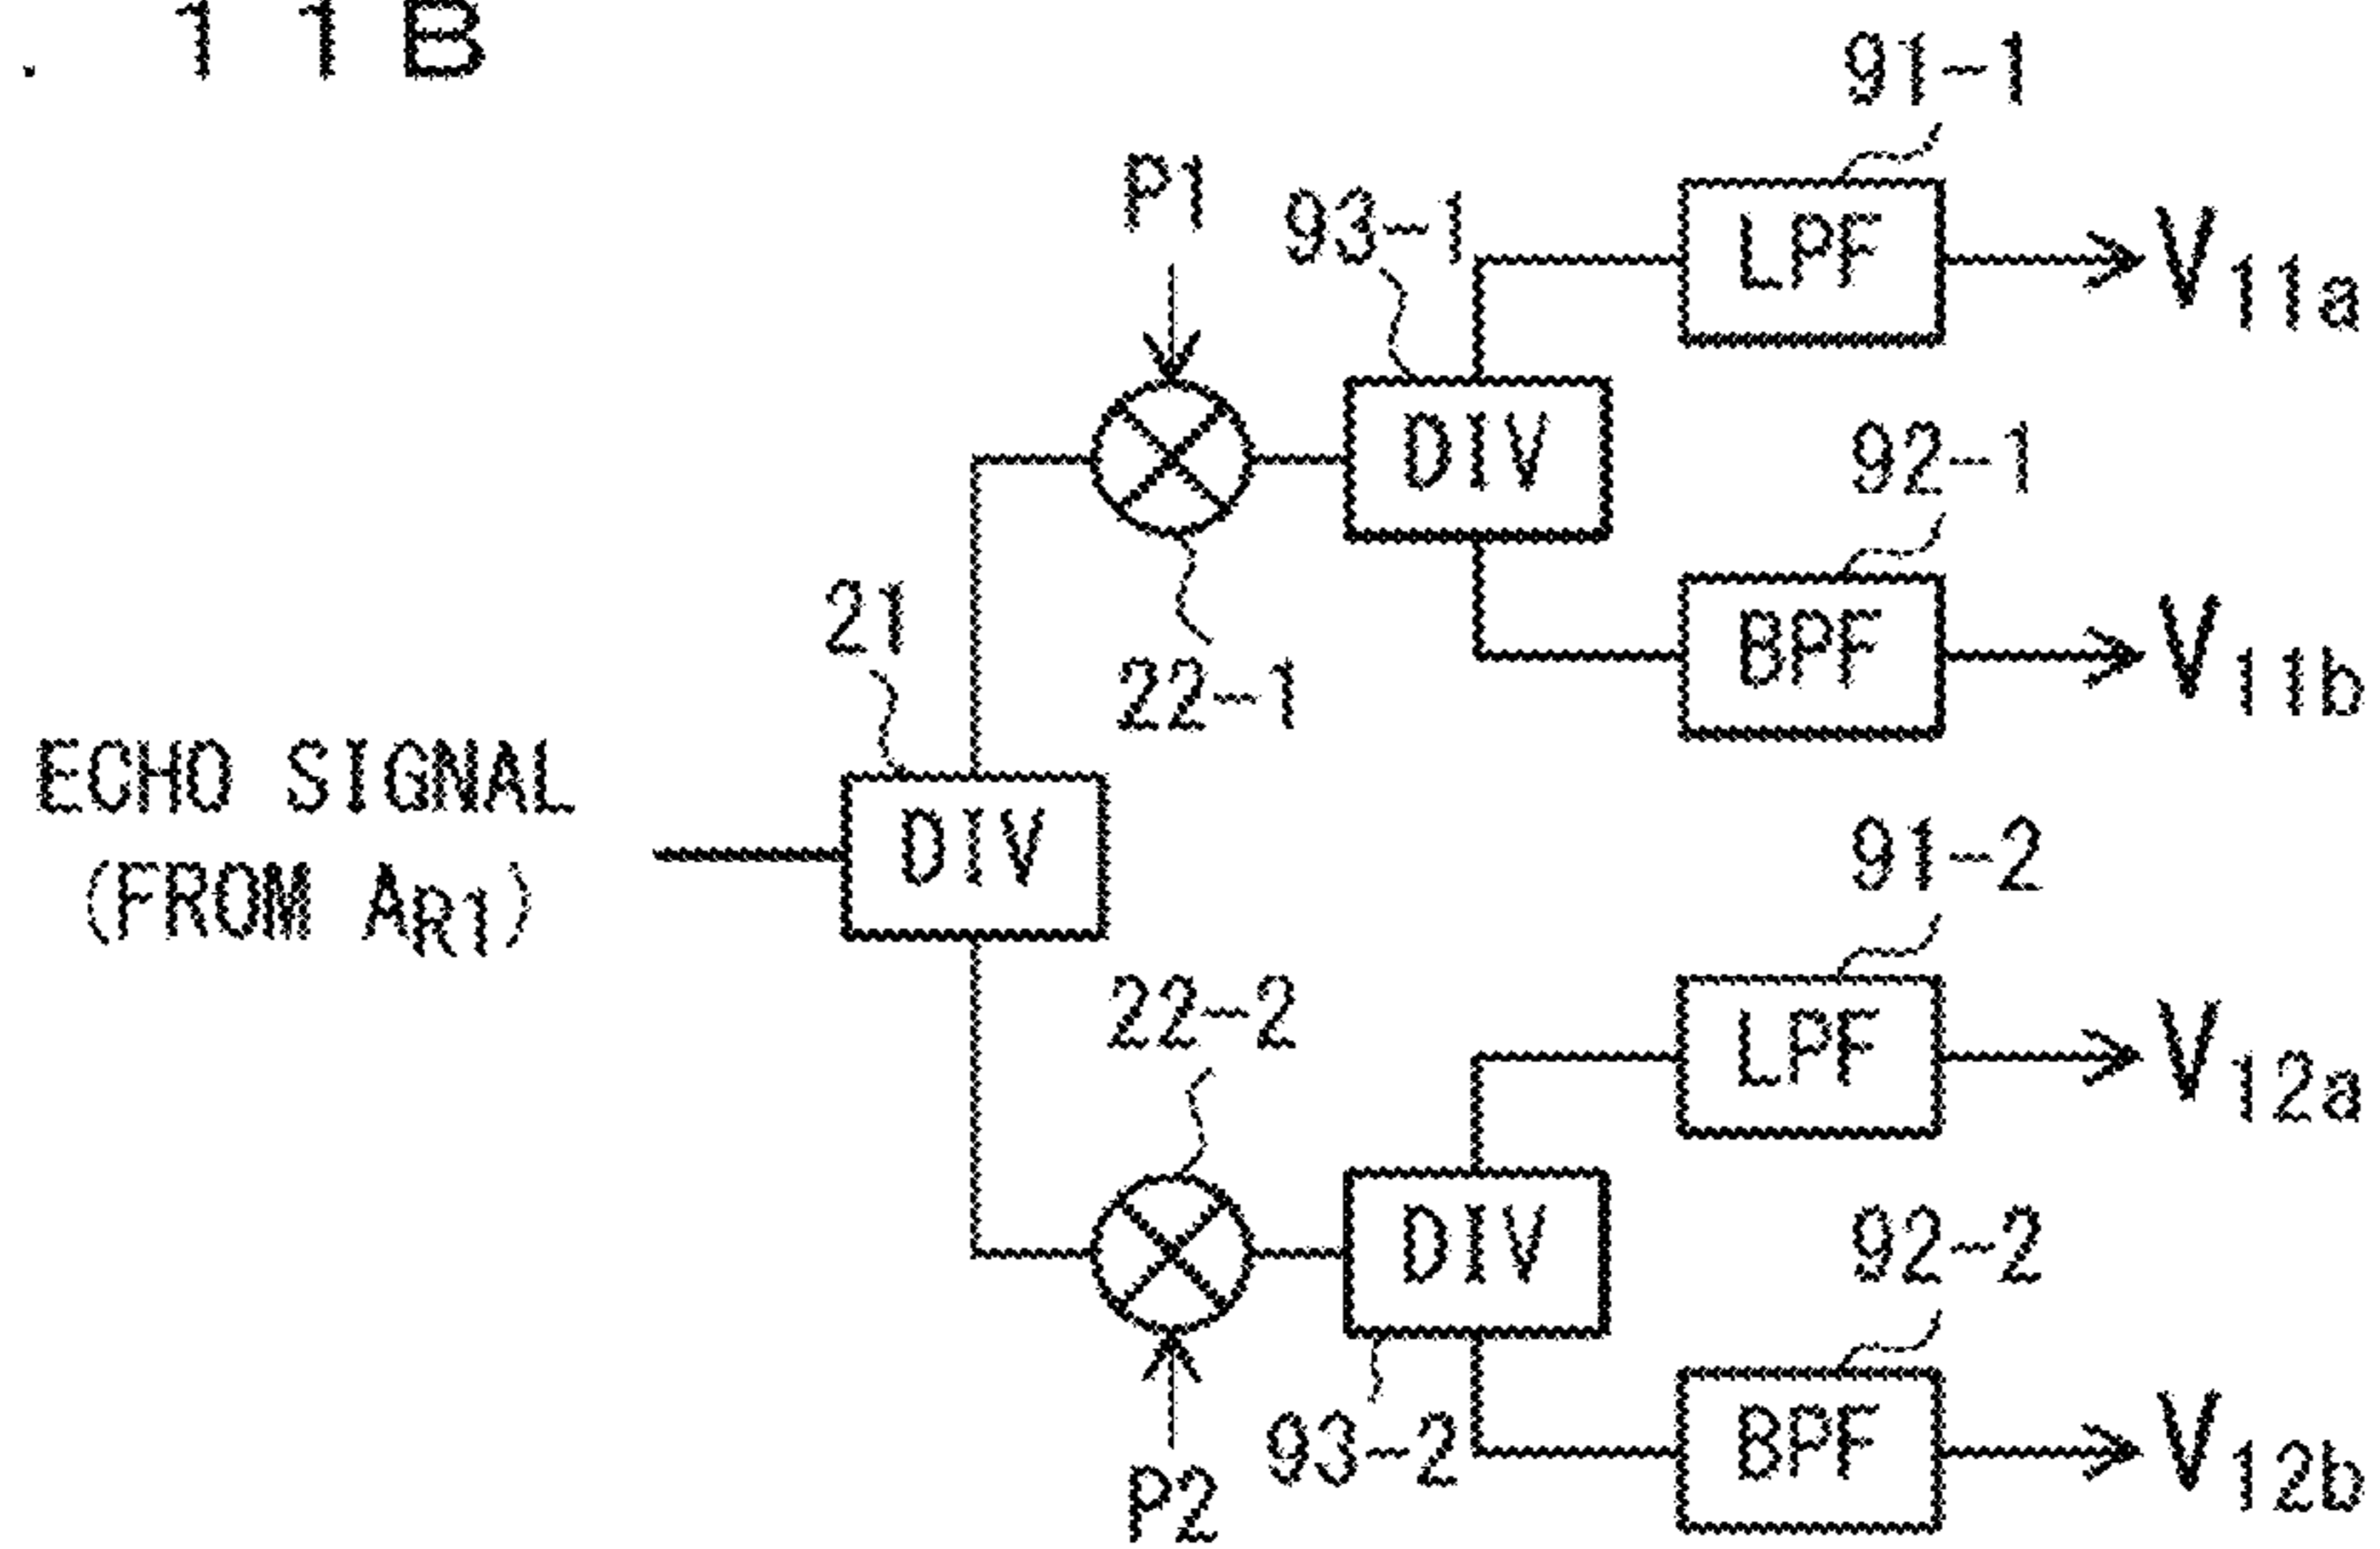 . 11B
91-1
P1
93-1
LPF
V11a
DIV
92-1
21
22-1
BPF
V11b
ECHO SIGNAL
(FROM AR1)
DIV
91-2
22-2
LPF
V12a
DIV
92-2
93-2
BPF
V12b
P2